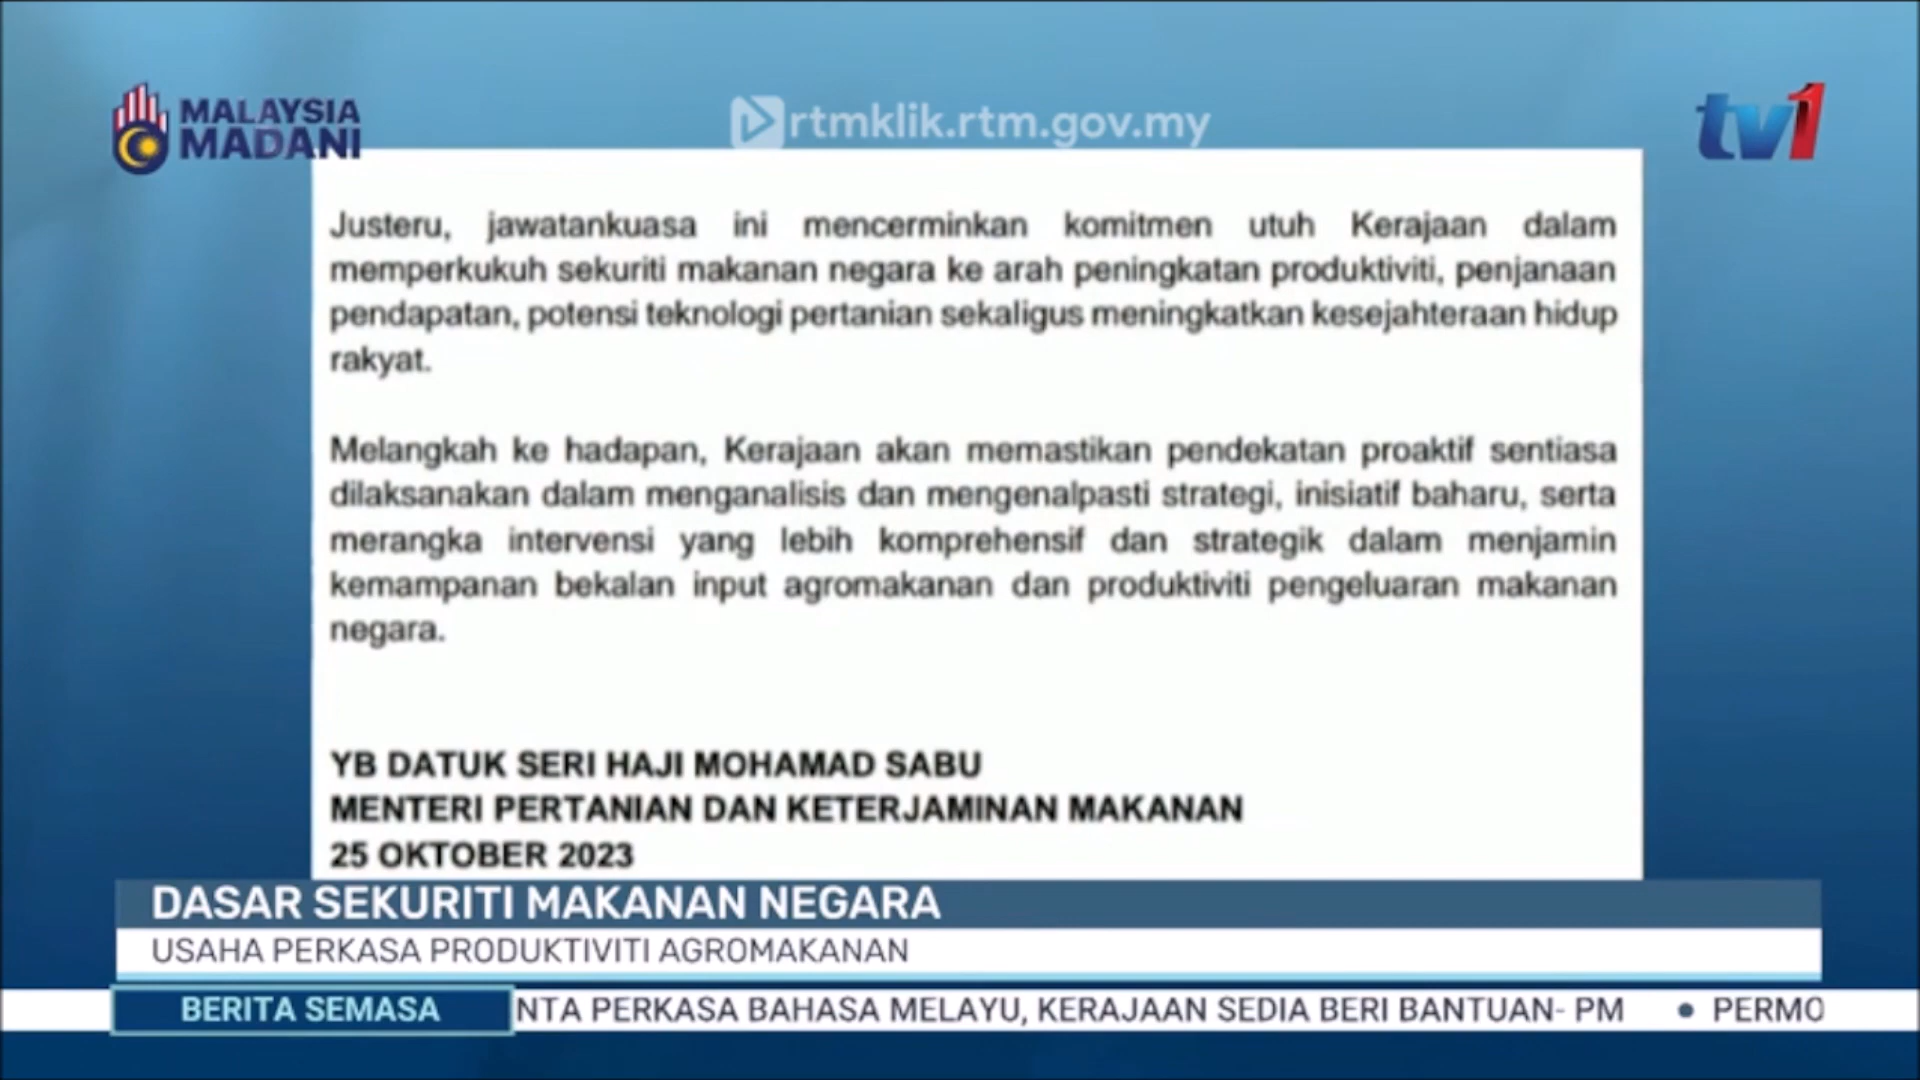 MALAYSIA
MADANI
rtmklik.rtm.gov.my
tv1
Justeru, jawatankuasa ini mencerminkan komitmen utuh Kerajaan dalam
memperkukuh sekuriti makanan negara ke arah peningkatan produktiviti, penjanaan
pendapatan, potensi teknologi pertanian sekaligus meningkatkan kesejahteraan hidup
rakyat.
Melangkah ke hadapan, Kerajaan akan memastikan pendekatan proaktif sentiasa
dilaksanakan dalam menganalisis dan mengenalpasti strategi, inisiatif baharu, serta
merangka intervensi yang lebih komprehensif dan strategik dalam menjamin
kemampanan bekalan input agromakanan dan produktiviti pengeluaran makanan
negara.
YB DATUK SERI HAJI MOHAMAD SABU
MENTERI PERTANIAN DAN KETERJAMINAN MAKANAN
25 OKTOBER 2023
DASAR SEKURITI MAKANAN NEGARA
USAHA PERKASA PRODUKTIVITI AGROMAKANAN
BERITA SEMASA
NTA PERKASA BAHASA MELAYU, KERAJAAN SEDIA BERI BANTUAN- PM • PERMO